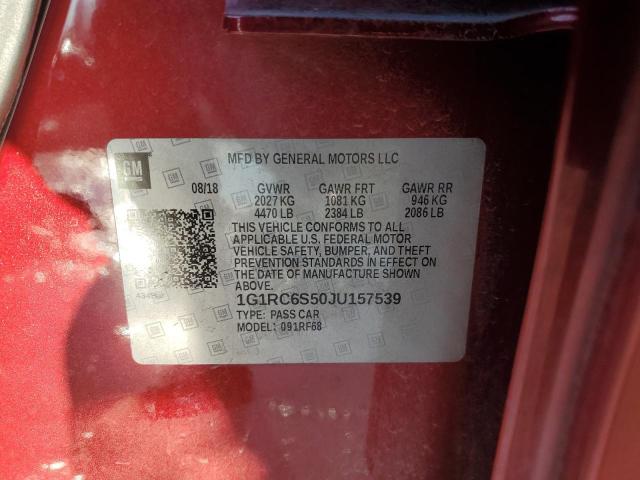 GM
MFD BY GENERAL MOTORS LLC
08/18 GVWR GAWR FRT GAWR RR
2027 KG 1081 KG 946 KG
4470 LB 2384 LB 2086 LB
THIS VEHICLE CONFORMS TO ALL
APPLICABLE U.S. FEDERAL MOTOR
VEHICLE SAFETY, BUMPER, AND THEFT
PREVENTION STANDARDS IN EFFECT ON
THE DATE OF MANUFACTURE SHOWN
ABOVE.
1G1RC6S50JU157539
TYPE: PASS CAR
MODEL: 091RF68